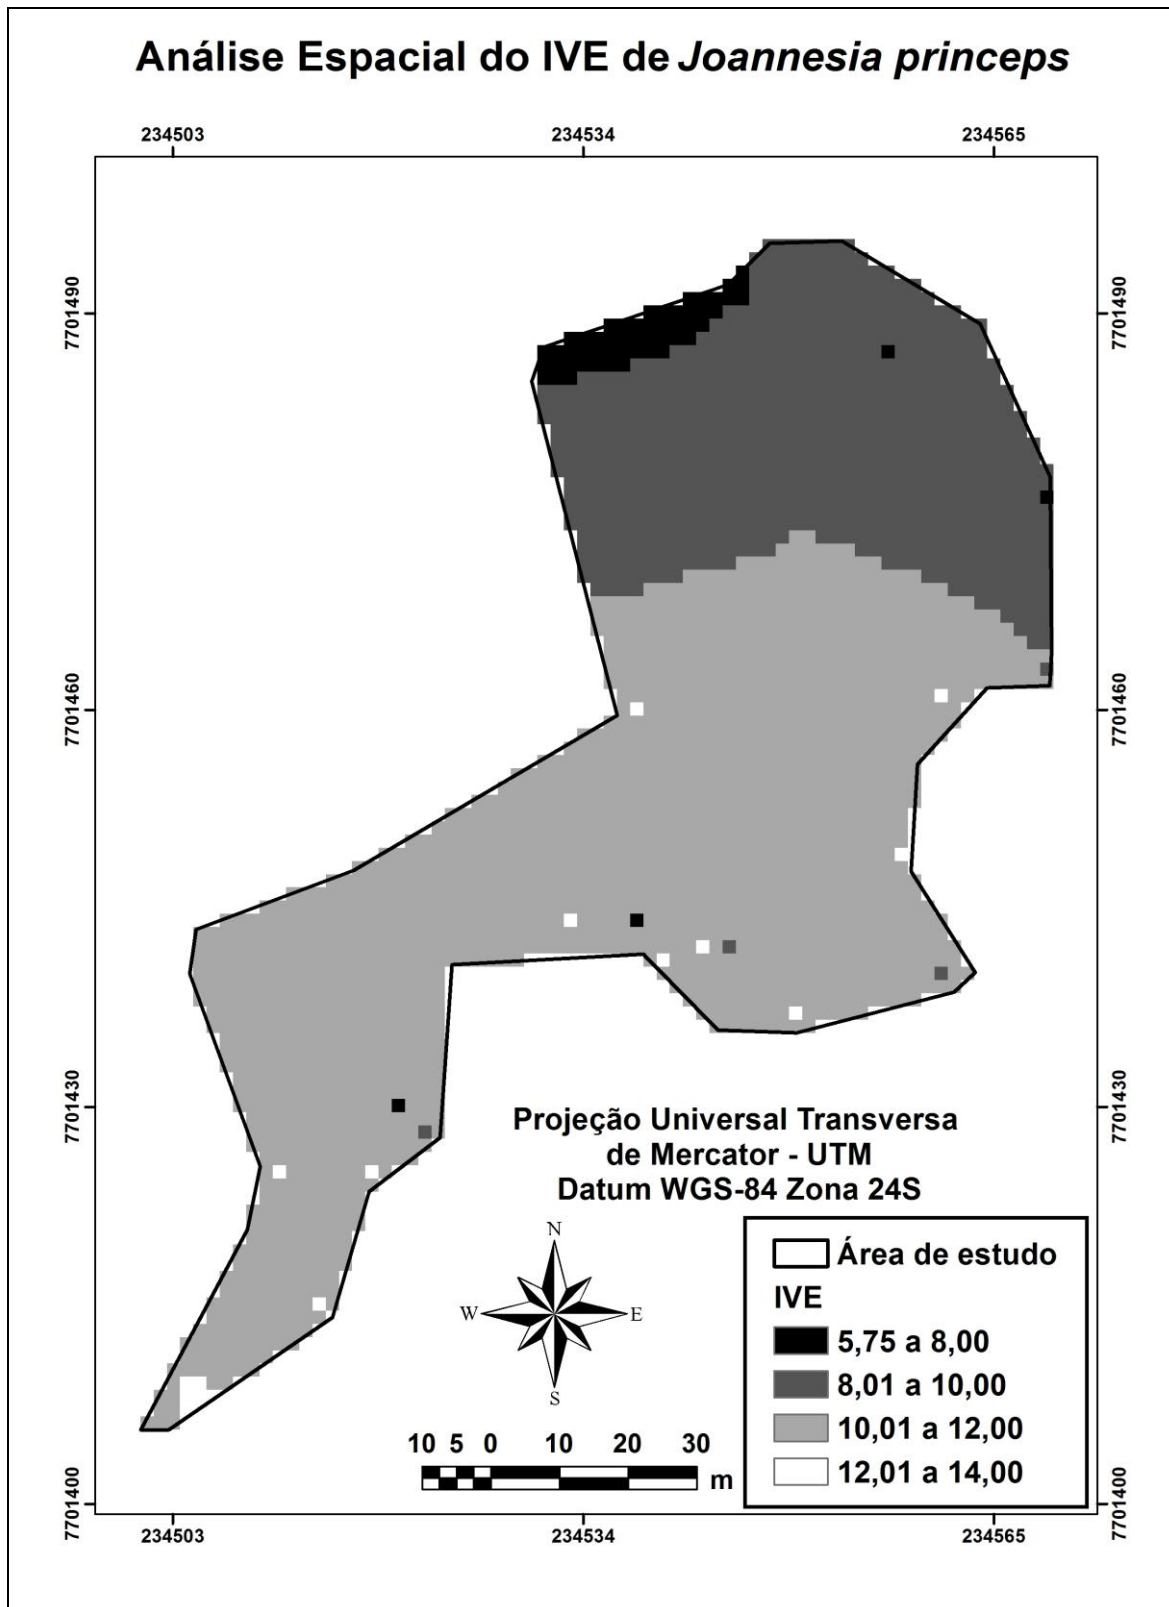 Análise Espacial do IVE de Joannesia princeps
234503 234534 234565
7701490 7701490
7701460 7701460
7701430 7701430
Projeção Universal Transversa
de Mercator - UTM
Datum WGS-84 Zona 24S
N
W E
S
10 5 0 10 20 30
m
Área de estudo
IVE
5,75 a 8,00
8,01 a 10,00
10,01 a 12,00
12,01 a 14,00
7701400 7701400
234503 234534 234565